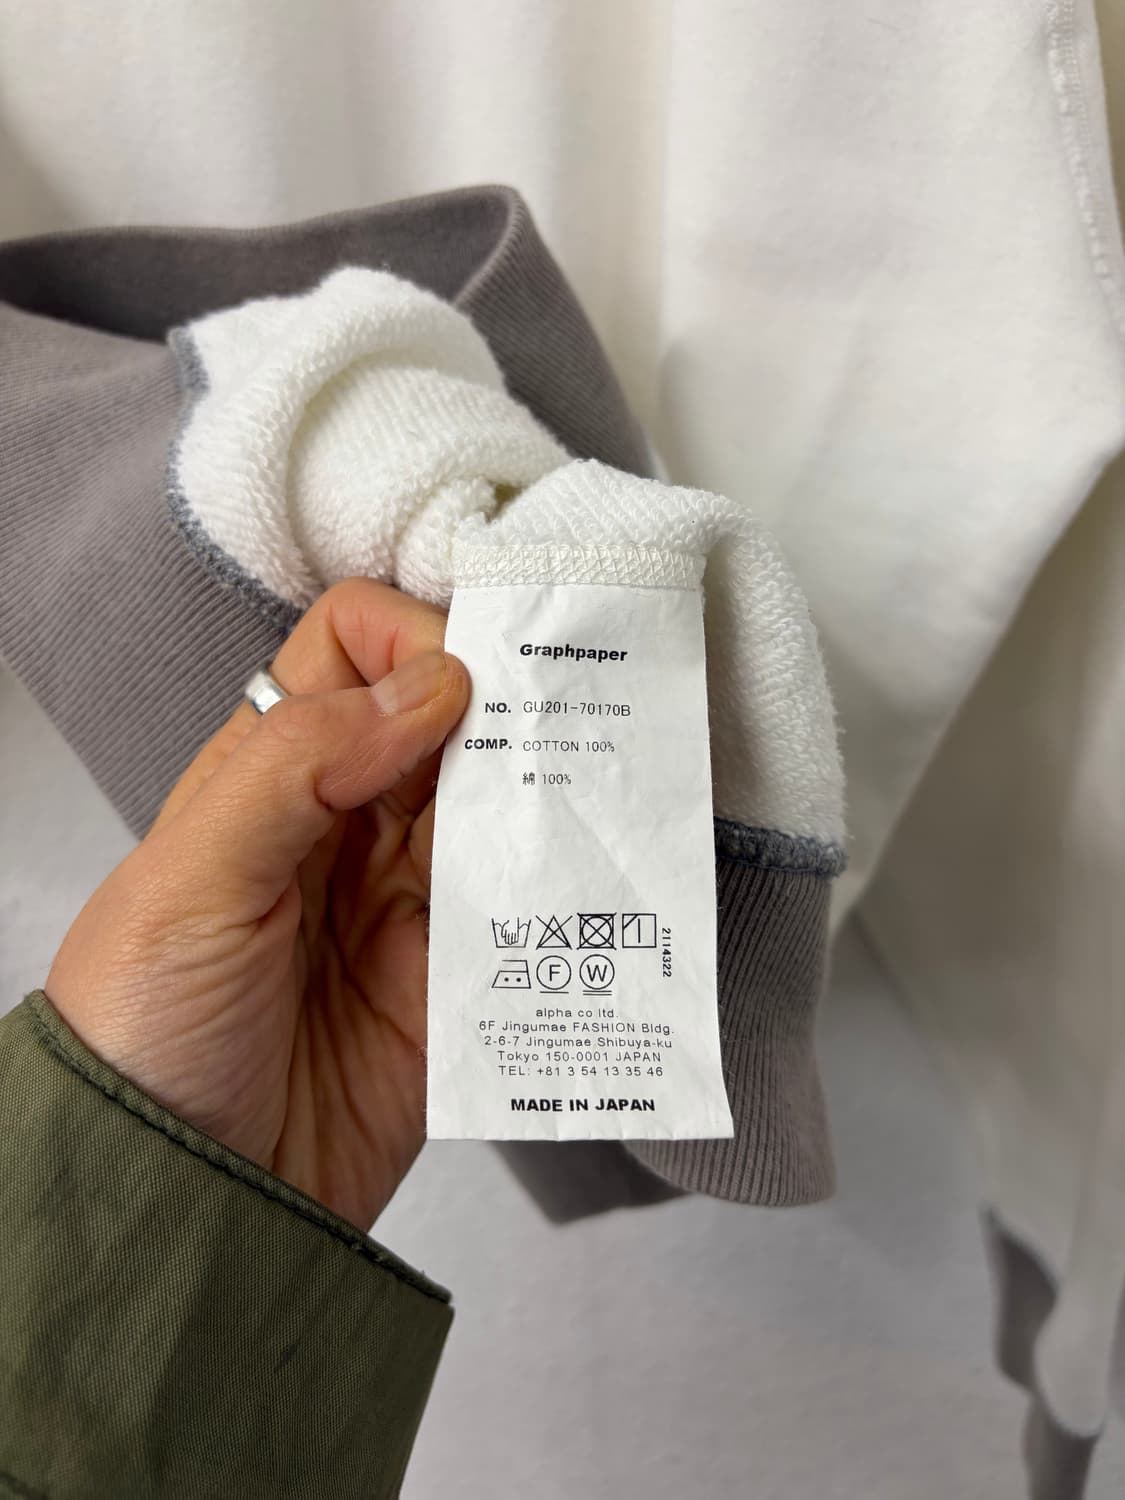 Graphpaper
NO. GU201-70170B
COMP. COTTON 100%
綿 100%
2114322
F W
alpha co ltd.
6F Jingumae FASHION Bldg.
2-6-7 Jingumae Shibuya-ku
Tokyo 150-0001 JAPAN
TEL: +81 3 54 13 35 46
MADE IN JAPAN